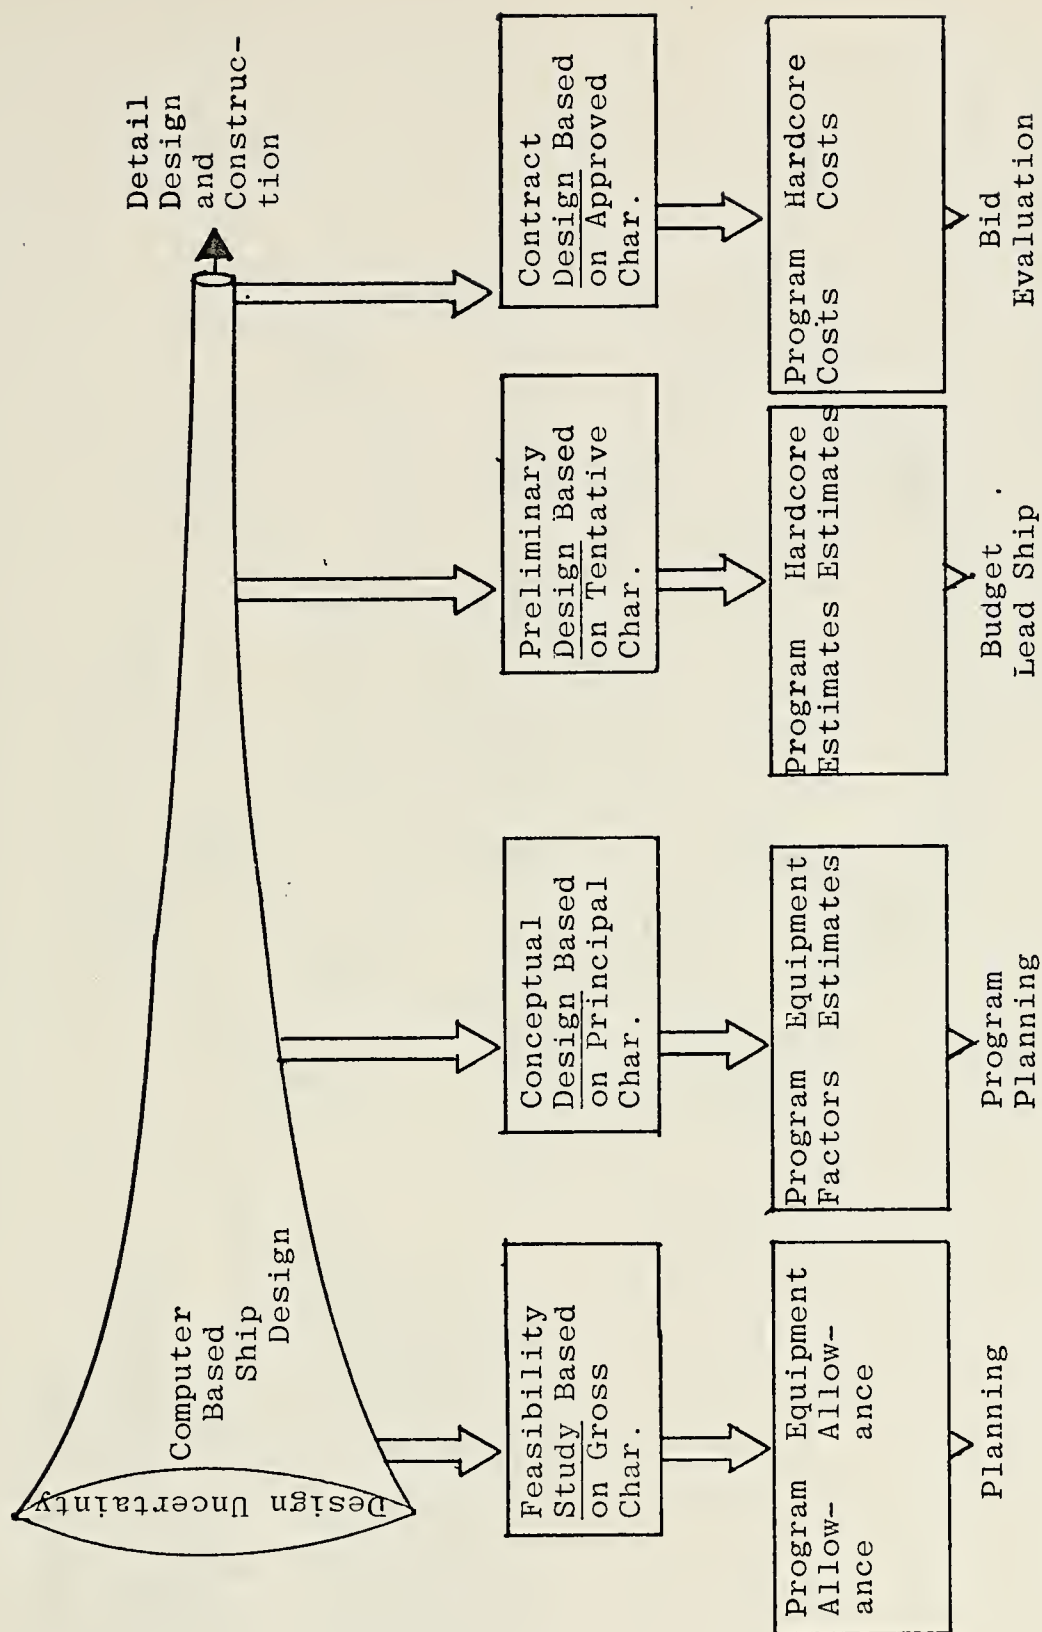 Design Uncertainty
Computer
Based
Ship
Design
Detail
Design
and
Construc-
tion
Feasibility
Study Based
on Gross
Char.
Conceptual
Design Based
on Principal
Char.
Preliminary
Design Based
on Tentative
Char.
Contract
Design Based
on Approved
Char.
Program Equipment
Allow- Allow-
ance ance
Program Equipment
Factors Estimates
Program Hardcore
Estimates Estimates
Program Hardcore
Costs Costs
Planning
Program
Planning
Budget
Lead Ship
Bid
Evaluation